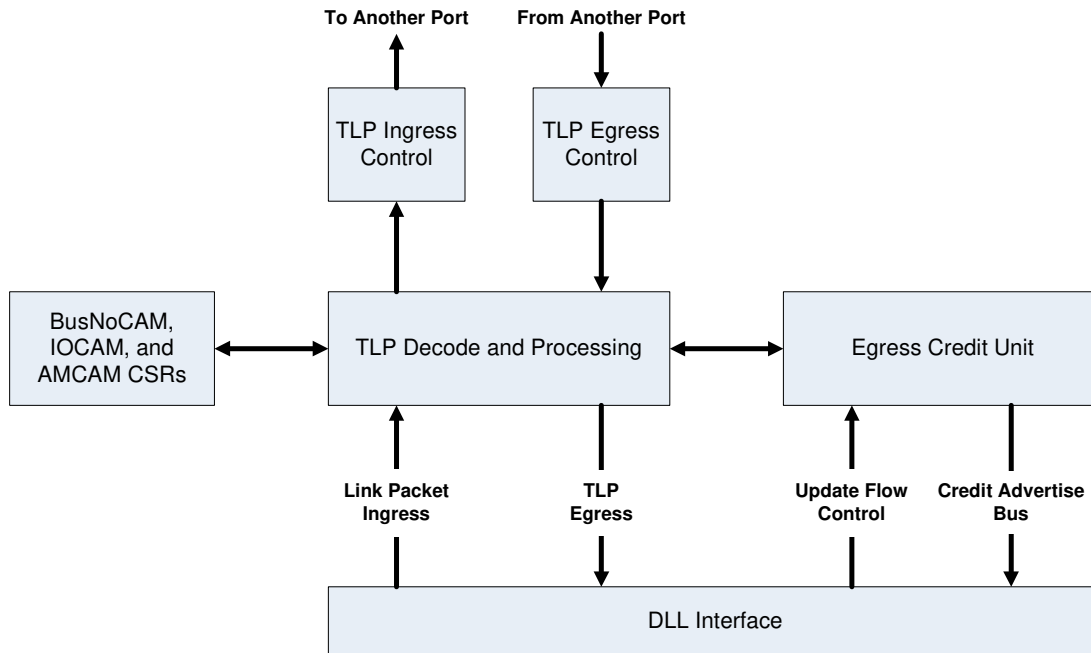 To Another Port
From Another Port
TLP Ingress
Control
TLP Egress
Control
BusNoCAM,
IOCAM, and
AMCAM CSRs
TLP Decode and Processing
Egress Credit Unit
Link Packet
Ingress
TLP
Egress
Update Flow
Control
Credit Advertise
Bus
DLL Interface